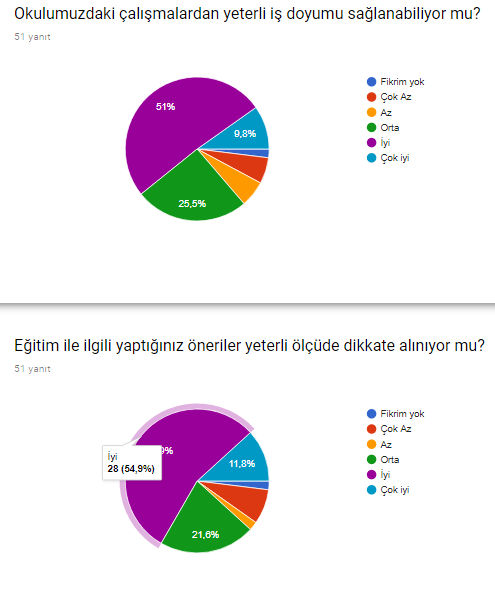 Okulumuzdaki çalışmalardan yeterli iş doyumu sağlanabiliyor mu?
51 yanıt
51%
9,8%
25,5%
Fikrim yok
Çok Az
Az
Orta
İyi
Çok iyi
Eğitim ile ilgili yaptığınız öneriler yeterli ölçüde dikkate alınıyor mu?
51 yanıt
9%
İyi
28 (54,9%)
11,8%
21,6%
Fikrim yok
Çok Az
Az
Orta
İyi
Çok iyi